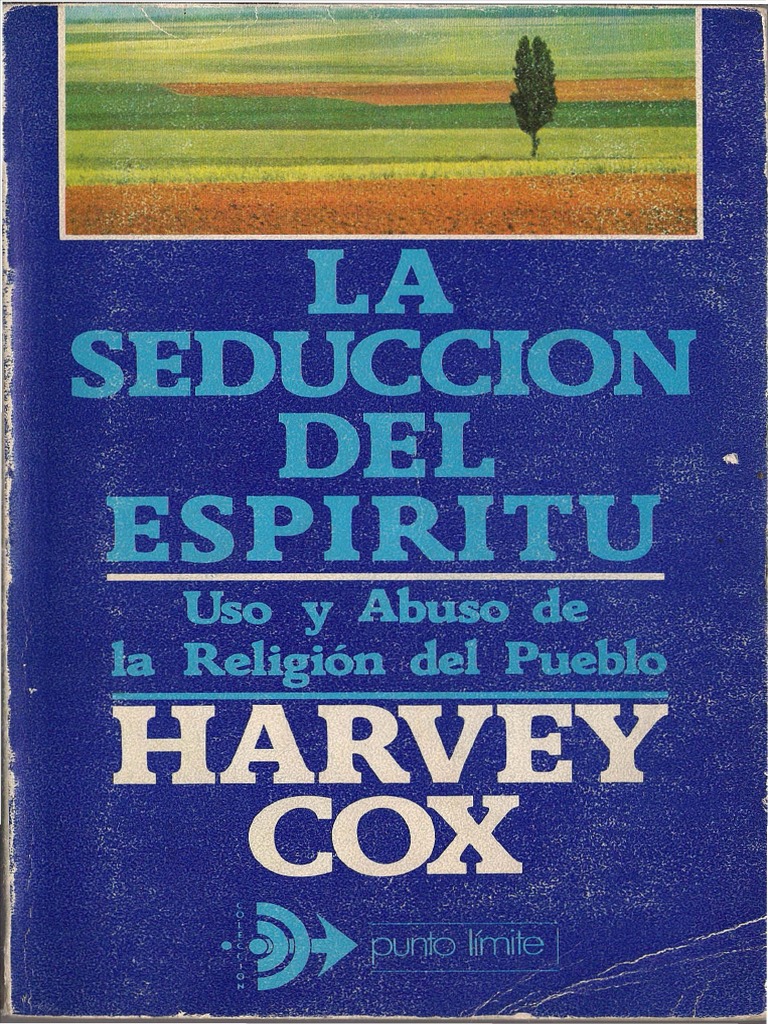 LA
SEDUCCION
DEL
ESPIRITU
Uso y Abuso de
la Religión del Pueblo
HARVEY
COX
COLECCION
punto límite